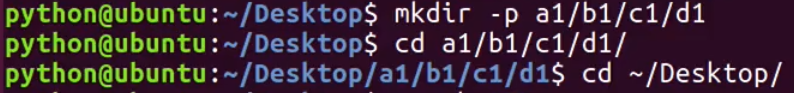 python@ubuntu:~/Desktop$ mkdir -p a1/b1/c1/d1
python@ubuntu:~/Desktop$ cd a1/b1/c1/d1/
python@ubuntu:~/Desktop/a1/b1/c1/d1$ cd ~/Desktop/